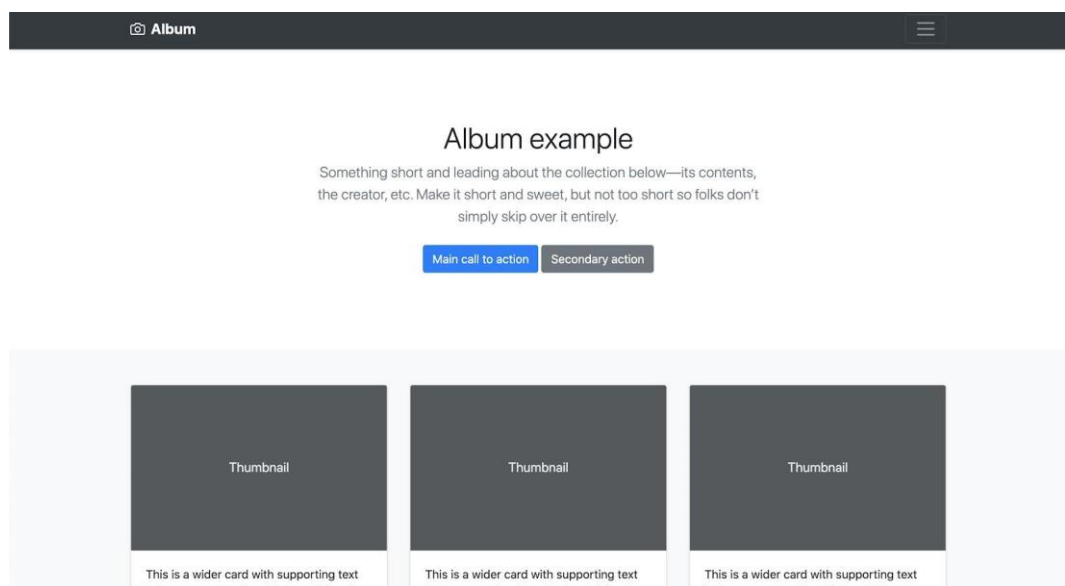 Album
Album example
Something short and leading about the collection below—its contents,
the creator, etc. Make it short and sweet, but not too short so folks don’t
simply skip over it entirely.
Main call to action
Secondary action
Thumbnail
Thumbnail
Thumbnail
This is a wider card with supporting text
This is a wider card with supporting text
This is a wider card with supporting text